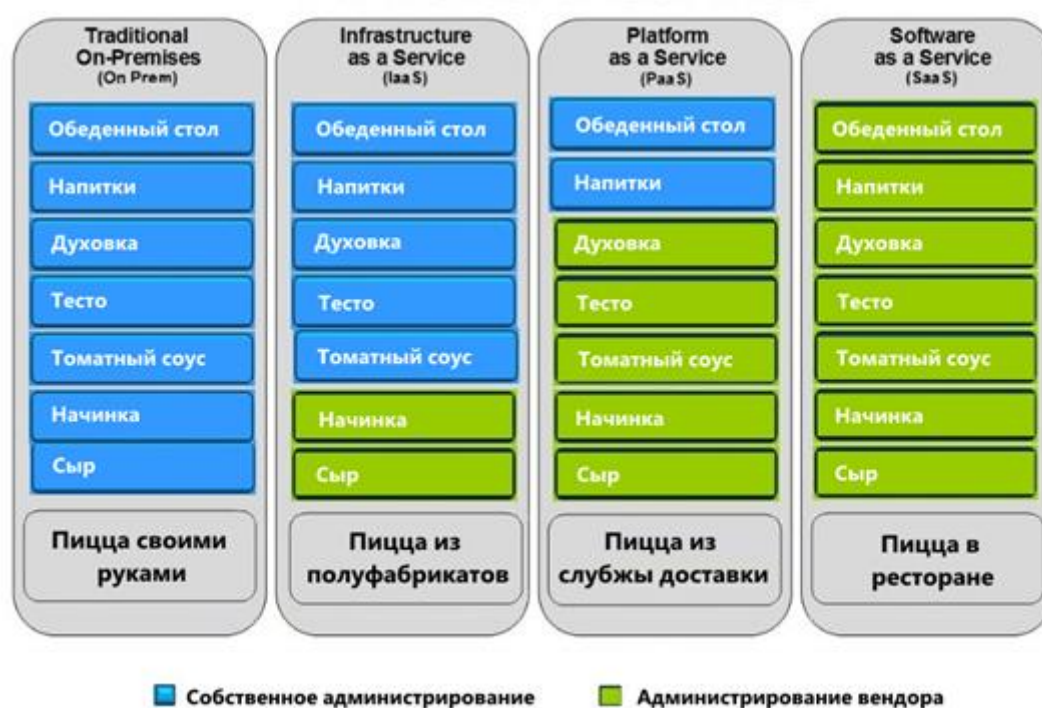 Traditional
On-Premises
(On Prem)
Обеденный стол
Напитки
Духовка
Тесто
Томатный соус
Начинка
Сыр
Пицца своими
руками
Infrastructure
as a Service
(IaaS)
Обеденный стол
Напитки
Духовка
Тесто
Томатный соус
Начинка
Сыр
Пицца из
полуфабрикатов
Platform
as a Service
(PaaS)
Обеденный стол
Напитки
Духовка
Тесто
Томатный соус
Начинка
Сыр
Пицца из
слубжы доставки
Software
as a Service
(SaaS)
Обеденный стол
Напитки
Духовка
Тесто
Томатный соус
Начинка
Сыр
Пицца в
ресторане
Собственное администрирование
Администрирование вендора